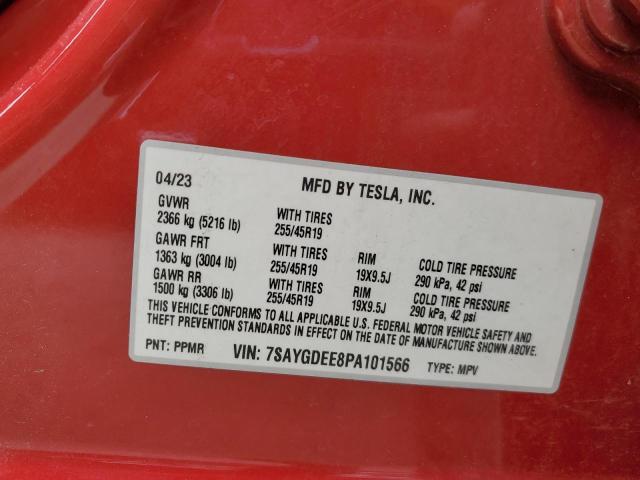 04/23 MFD BY TESLA, INC.
GVWR
2366 kg (5216 lb) WITH TIRES 255/45R19
GAWR FRT
1363 kg (3004 lb) WITH TIRES 255/45R19 RIM 19X9.5J COLD TIRE PRESSURE 290 kPa, 42 psi
GAWR RR
1500 kg (3306 lb) WITH TIRES 255/45R19 RIM 19X9.5J COLD TIRE PRESSURE 290 kPa, 42 psi
THIS VEHICLE CONFORMS TO ALL APPLICABLE U.S. FEDERAL MOTOR VEHICLE SAFETY AND
THEFT PREVENTION STANDARDS IN EFFECT ON THE DATE OF MANUFACTURE SHOWN ABOVE.
PNT: PPMR VIN: 7SAYGDEE8PA101566 TYPE: MPV